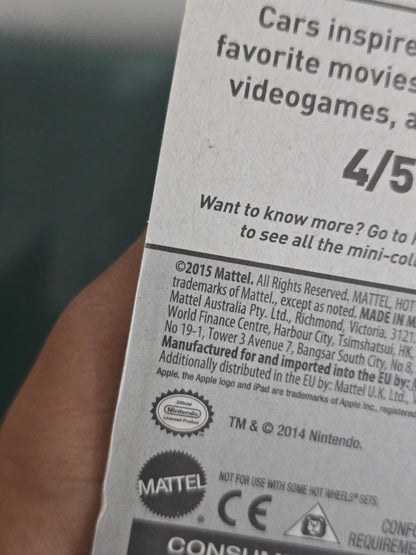 Cars inspire
favorite movies
videogames, a
4/5
Want to know more? Go to
to see all the mini-coll
©2015 Mattel. All Rights Reserved. MATTEL, HOT
trademarks of Mattel, except as noted. MADE IN M
Mattel Australia Pty. Ltd., Richmond, Victoria. 3121.
World Finance Centre, Harbour City, Tsimshatsui, HK
No 19-1, Tower 3 Avenue 7, Bangsar South City, No 8,
Manufactured for and imported into the EU by:
Additionally distributed in the EU by: Mattel U.K. Ltd.,
Apple, the Apple logo and iPad are trademarks of Apple Inc., registered
Official
Nintendo
Licensed Product
TM & © 2014 Nintendo.
MATTEL
®
NOT FOR USE WITH SOME HOT WHEELS® SETS.
CE
CONF
REQUIREME
CONSUM